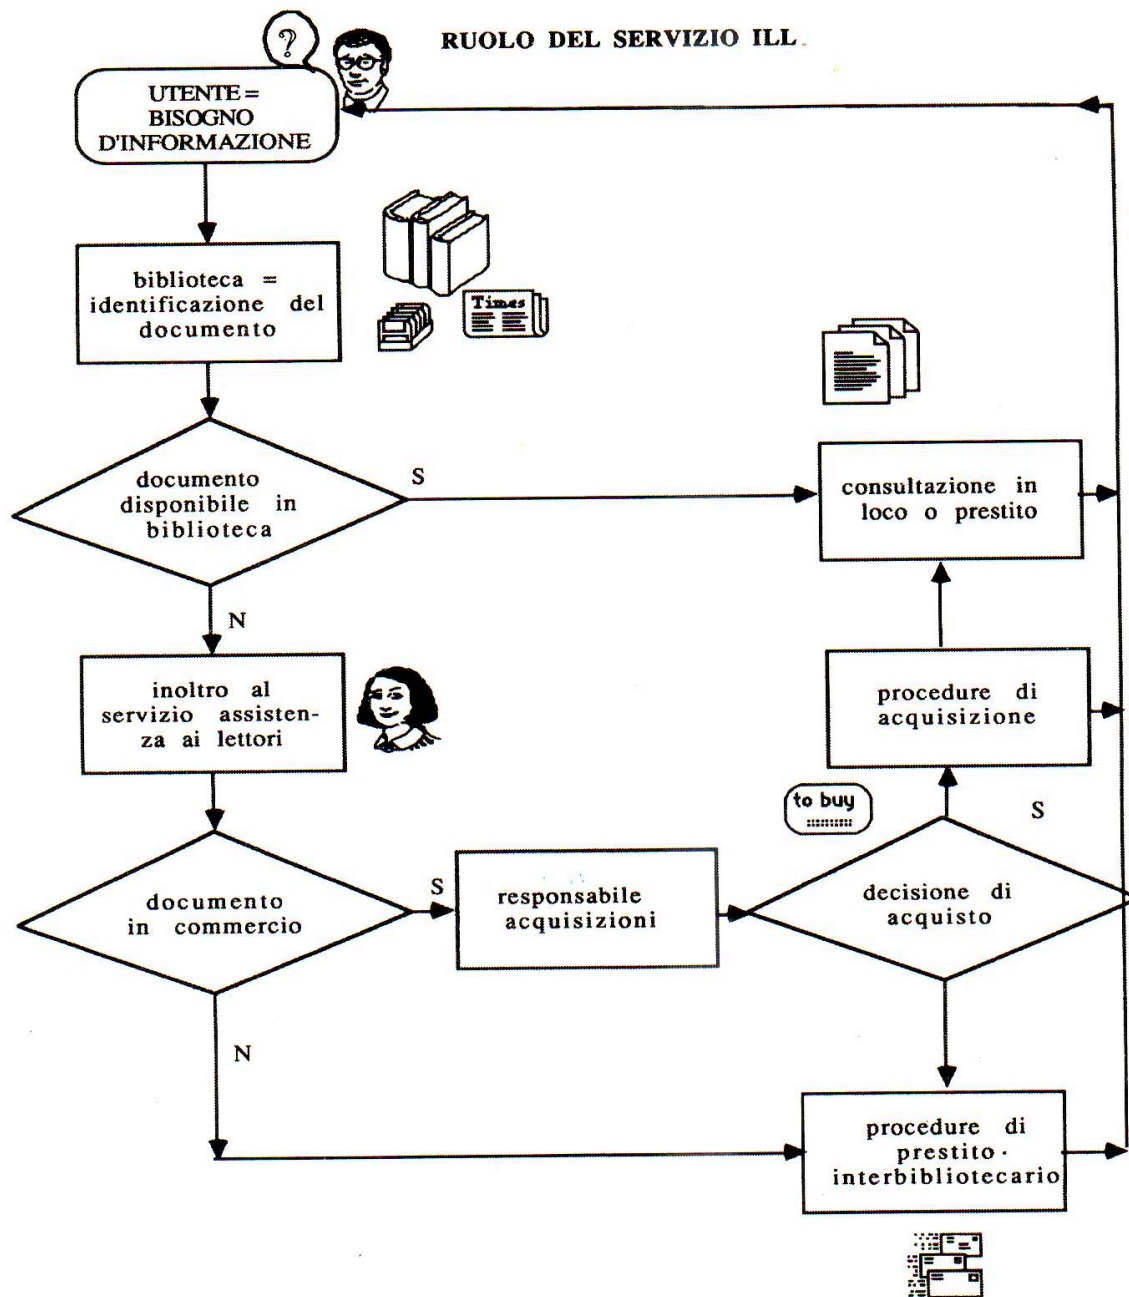 RUOLO DEL SERVIZIO ILL
?
UTENTE =
BISOGNO
D'INFORMAZIONE
biblioteca =
identificazione del
documento
Times
documento
disponibile in
biblioteca
S
consultazione in
loco o prestito
N
inoltro al
servizio assisten-
za ai lettori
procedure di
acquisizione
to buy
S
documento
in commercio
S
responsabile
acquisizioni
decisione di
acquisto
N
procedure di
prestito
interbibliotecario